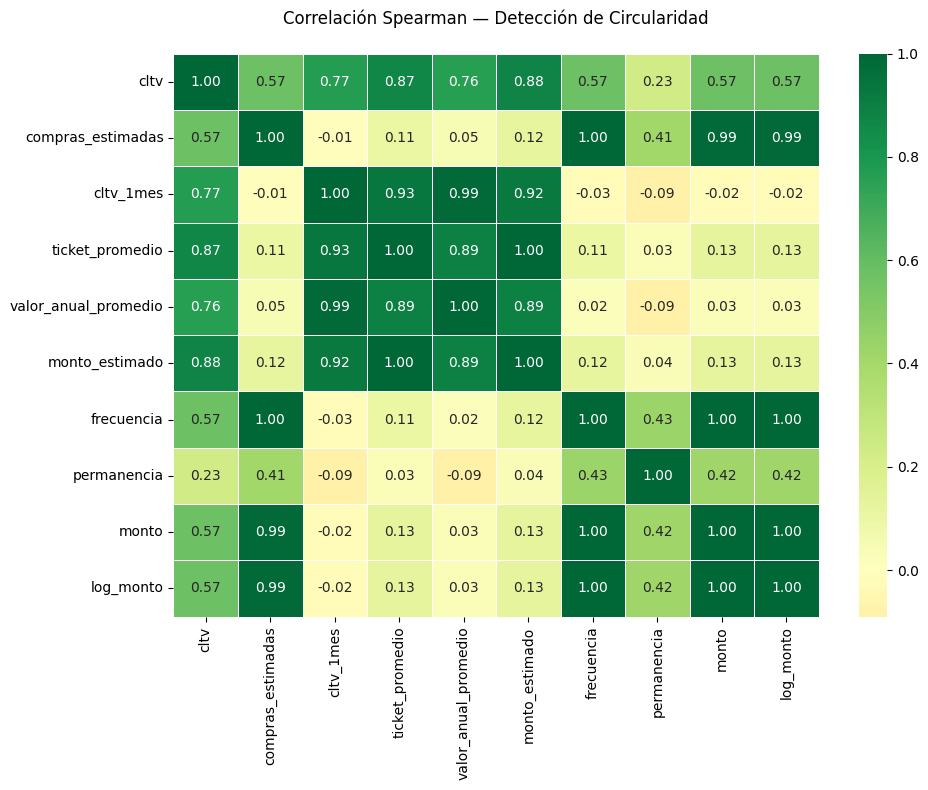 Correlación Spearman — Detección de Circularidad
cltv 1.00 0.57 0.77 0.87 0.76 0.88 0.57 0.23 0.57 0.57
compras_estimadas 0.57 1.00 -0.01 0.11 0.05 0.12 1.00 0.41 0.99 0.99
cltv_1mes 0.77 -0.01 1.00 0.93 0.99 0.92 -0.03 -0.09 -0.02 -0.02
ticket_promedio 0.87 0.11 0.93 1.00 0.89 1.00 0.11 0.03 0.13 0.13
valor_anual_promedio 0.76 0.05 0.99 0.89 1.00 0.89 0.02 -0.09 0.03 0.03
monto_estimado 0.88 0.12 0.92 1.00 0.89 1.00 0.12 0.04 0.13 0.13
frecuencia 0.57 1.00 -0.03 0.11 0.02 0.12 1.00 0.43 1.00 1.00
permanencia 0.23 0.41 -0.09 0.03 -0.09 0.04 0.43 1.00 0.42 0.42
monto 0.57 0.99 -0.02 0.13 0.03 0.13 1.00 0.42 1.00 1.00
log_monto 0.57 0.99 -0.02 0.13 0.03 0.13 1.00 0.42 1.00 1.00
cltv
compras_estimadas
cltv_1mes
ticket_promedio
valor_anual_promedio
monto_estimado
frecuencia
permanencia
monto
log_monto
1.0
0.8
0.6
0.4
0.2
0.0